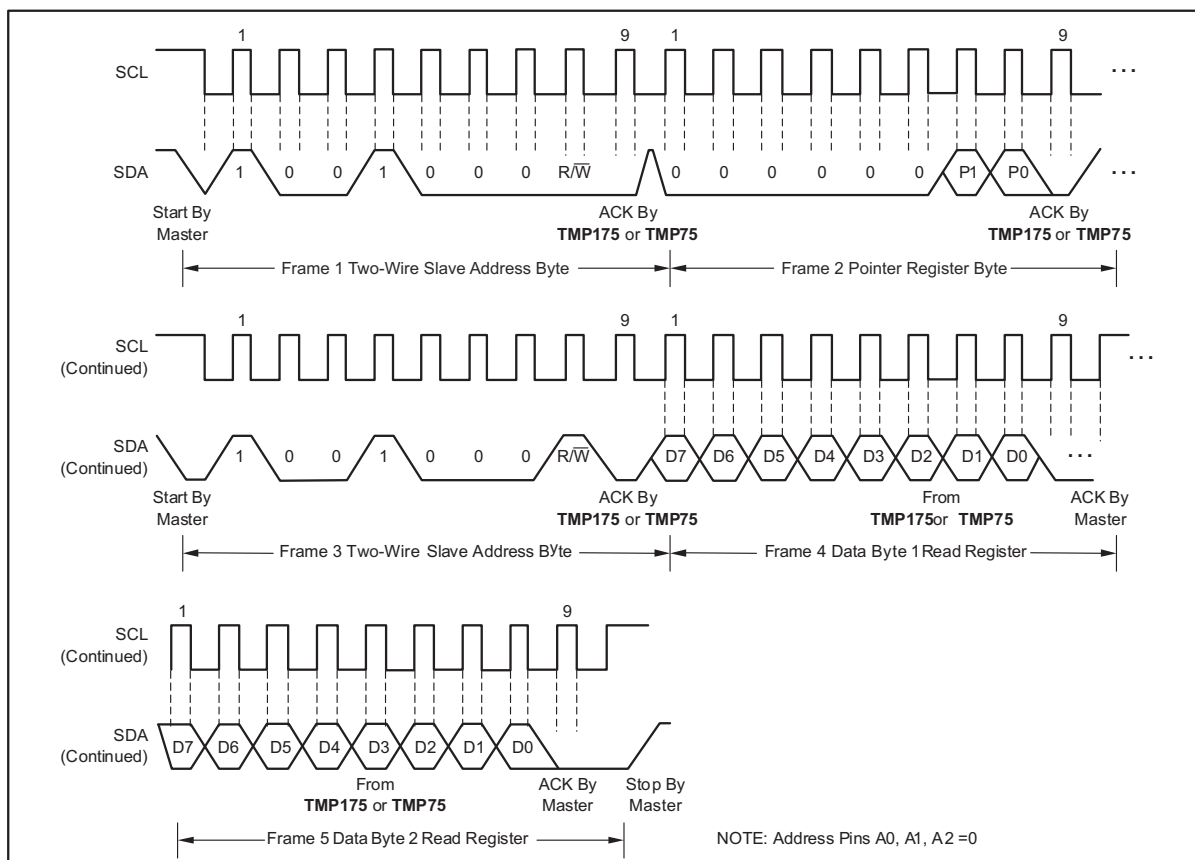 1 9 1 9
SCL ...
SDA 1 0 0 1 0 0 0 R/W̅ 0 0 0 0 0 0 P1 P0 ...
Start By ACK By ACK By
Master TMP175 or TMP75 TMP175 or TMP75
Frame 1 Two-Wire Slave Address Byte Frame 2 Pointer Register Byte
1 9 1 9
SCL ...
(Continued)
SDA
(Continued) 1 0 0 1 0 0 0 R/W̅ D7 D6 D5 D4 D3 D2 D1 D0 ...
Start By ACK By From ACK By
Master TMP175 or TMP75 TMP175or TMP75 Master
Frame 3 Two-Wire Slave Address Byte Frame 4 Data Byte 1 Read Register
1 9
SCL
(Continued)
SDA
(Continued) D7 D6 D5 D4 D3 D2 D1 D0
From ACK By Stop By
TMP175 or TMP75 Master Master
Frame 5 Data Byte 2 Read Register NOTE: Address Pins A0, A1, A2 =0